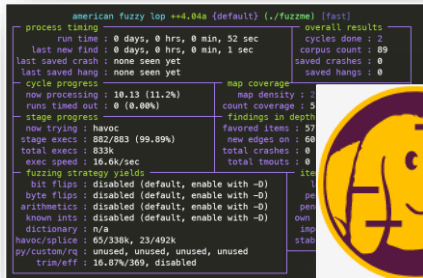 american fuzzy lop ++4.04a {default} (./fuzzme) [fast]
process timing
overall results
run time : 0 days, 0 hrs, 0 min, 52 sec
cycles done : 2
last new find : 0 days, 0 hrs, 0 min, 1 sec
corpus count : 89
last saved crash : none seen yet
saved crashes : 0
last saved hang : none seen yet
saved hangs : 0
cycle progress
map coverage
now processing : 10.13 (11.2%)
map density : 2
runs timed out : 0 (0.00%)
count coverage : 5
stage progress
findings in depth
now trying : havoc
favored items : 57
stage execs : 882/883 (99.89%)
new edges on : 60
total execs : 833k
total crashes : 0
exec speed : 16.6k/sec
total tmouts : 0
fuzzing strategy yields
ite
bit flips : disabled (default, enable with -D)
byte flips : disabled (default, enable with -D)
arithmetics : disabled (default, enable with -D)
pen
known ints : disabled (default, enable with -D)
own
dictionary : n/a
imp
havoc/splice : 65/338k, 23/492k
stab
py/custom/rq : unused, unused, unused, unused
trim/eff : 16.87%/369, disabled